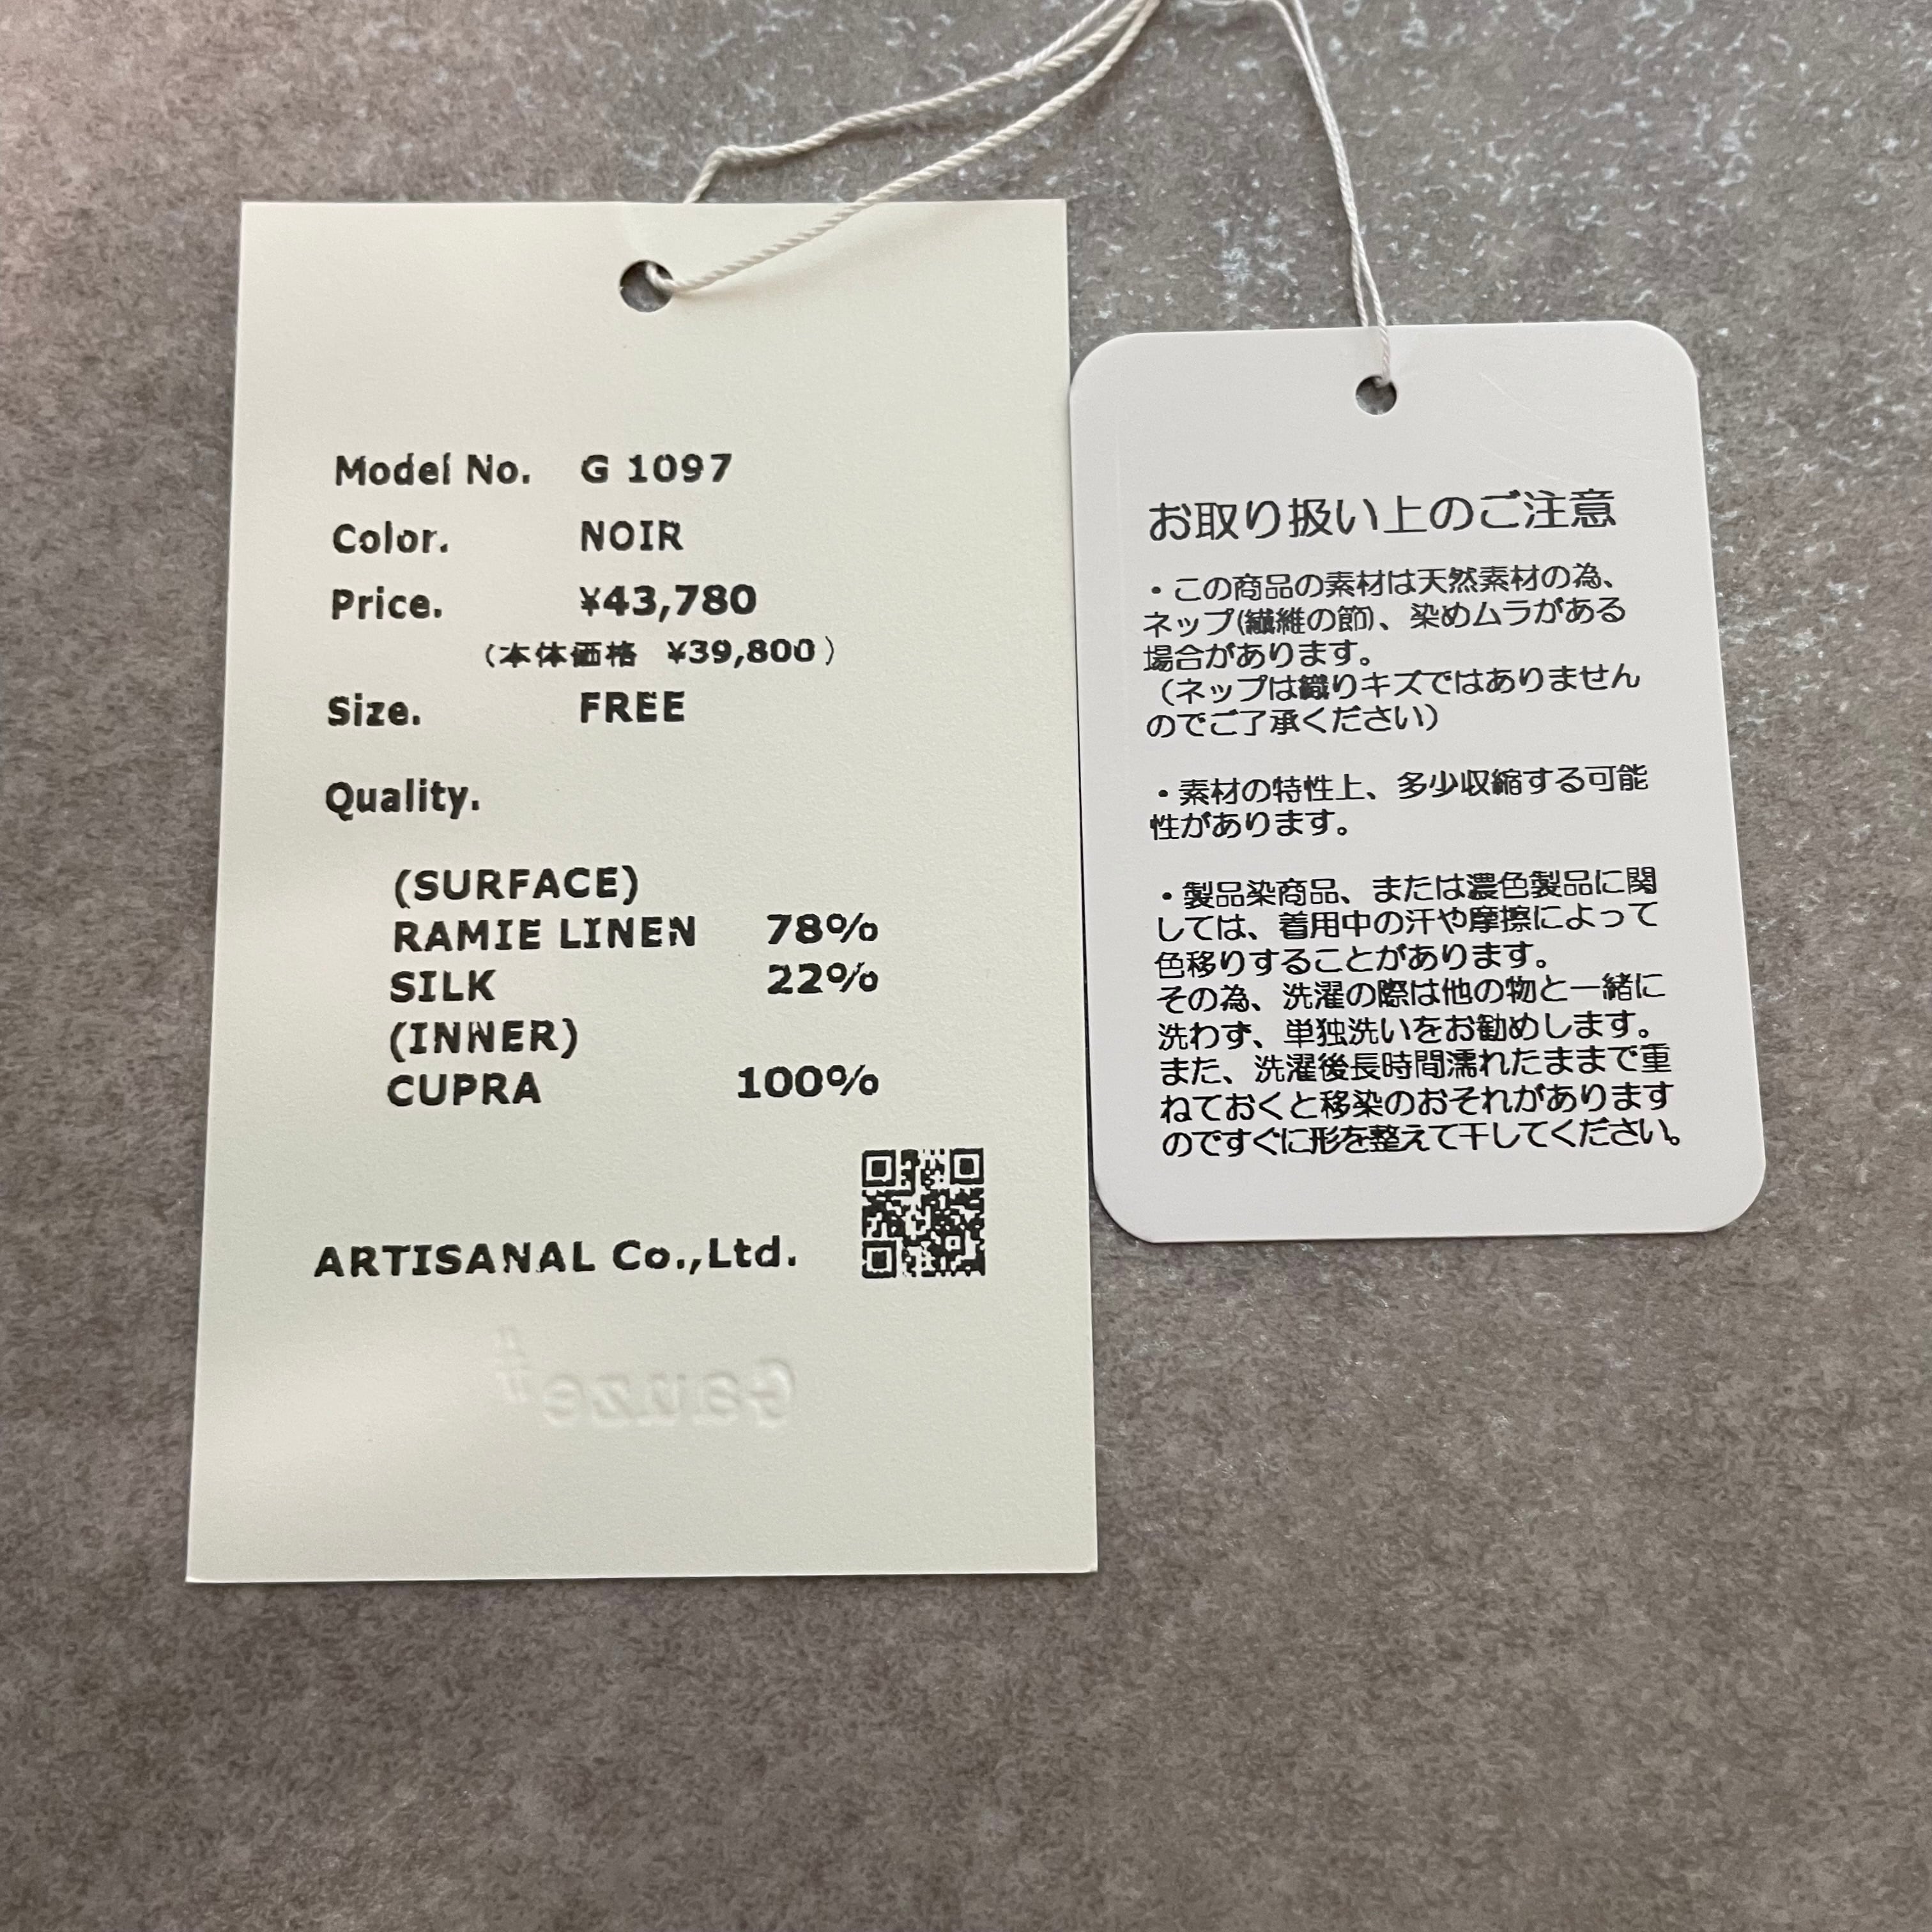 Model No. G 1097
Color. NOIR
Price. ¥43,780
(本体価格 ¥39,800)
Size. FREE
Quality.
(SURFACE)
RAMIE LINEN 78%
SILK 22%
(INNER)
CUPRA 100%
ARTISANAL Co.,Ltd.
Gauze#
お取り扱い上のご注意
・この商品の素材は天然素材の為、
ネップ(繊維の節)、染めムラがある
場合があります。
（ネップは織りキズではありません
のでご了承ください）
・素材の特性上、多少収縮する可能
性があります。
・製品染商品、または濃色製品に関
しては、着用中の汗や摩擦によって
色移りすることがあります。
その為、洗濯の際は他の物と一緒に
洗わず、単独洗いをお勧めします。
また、洗濯後長時間濡れたままで重
ねておくと移染のおそれがあります
のですぐに形を整えて干してください。